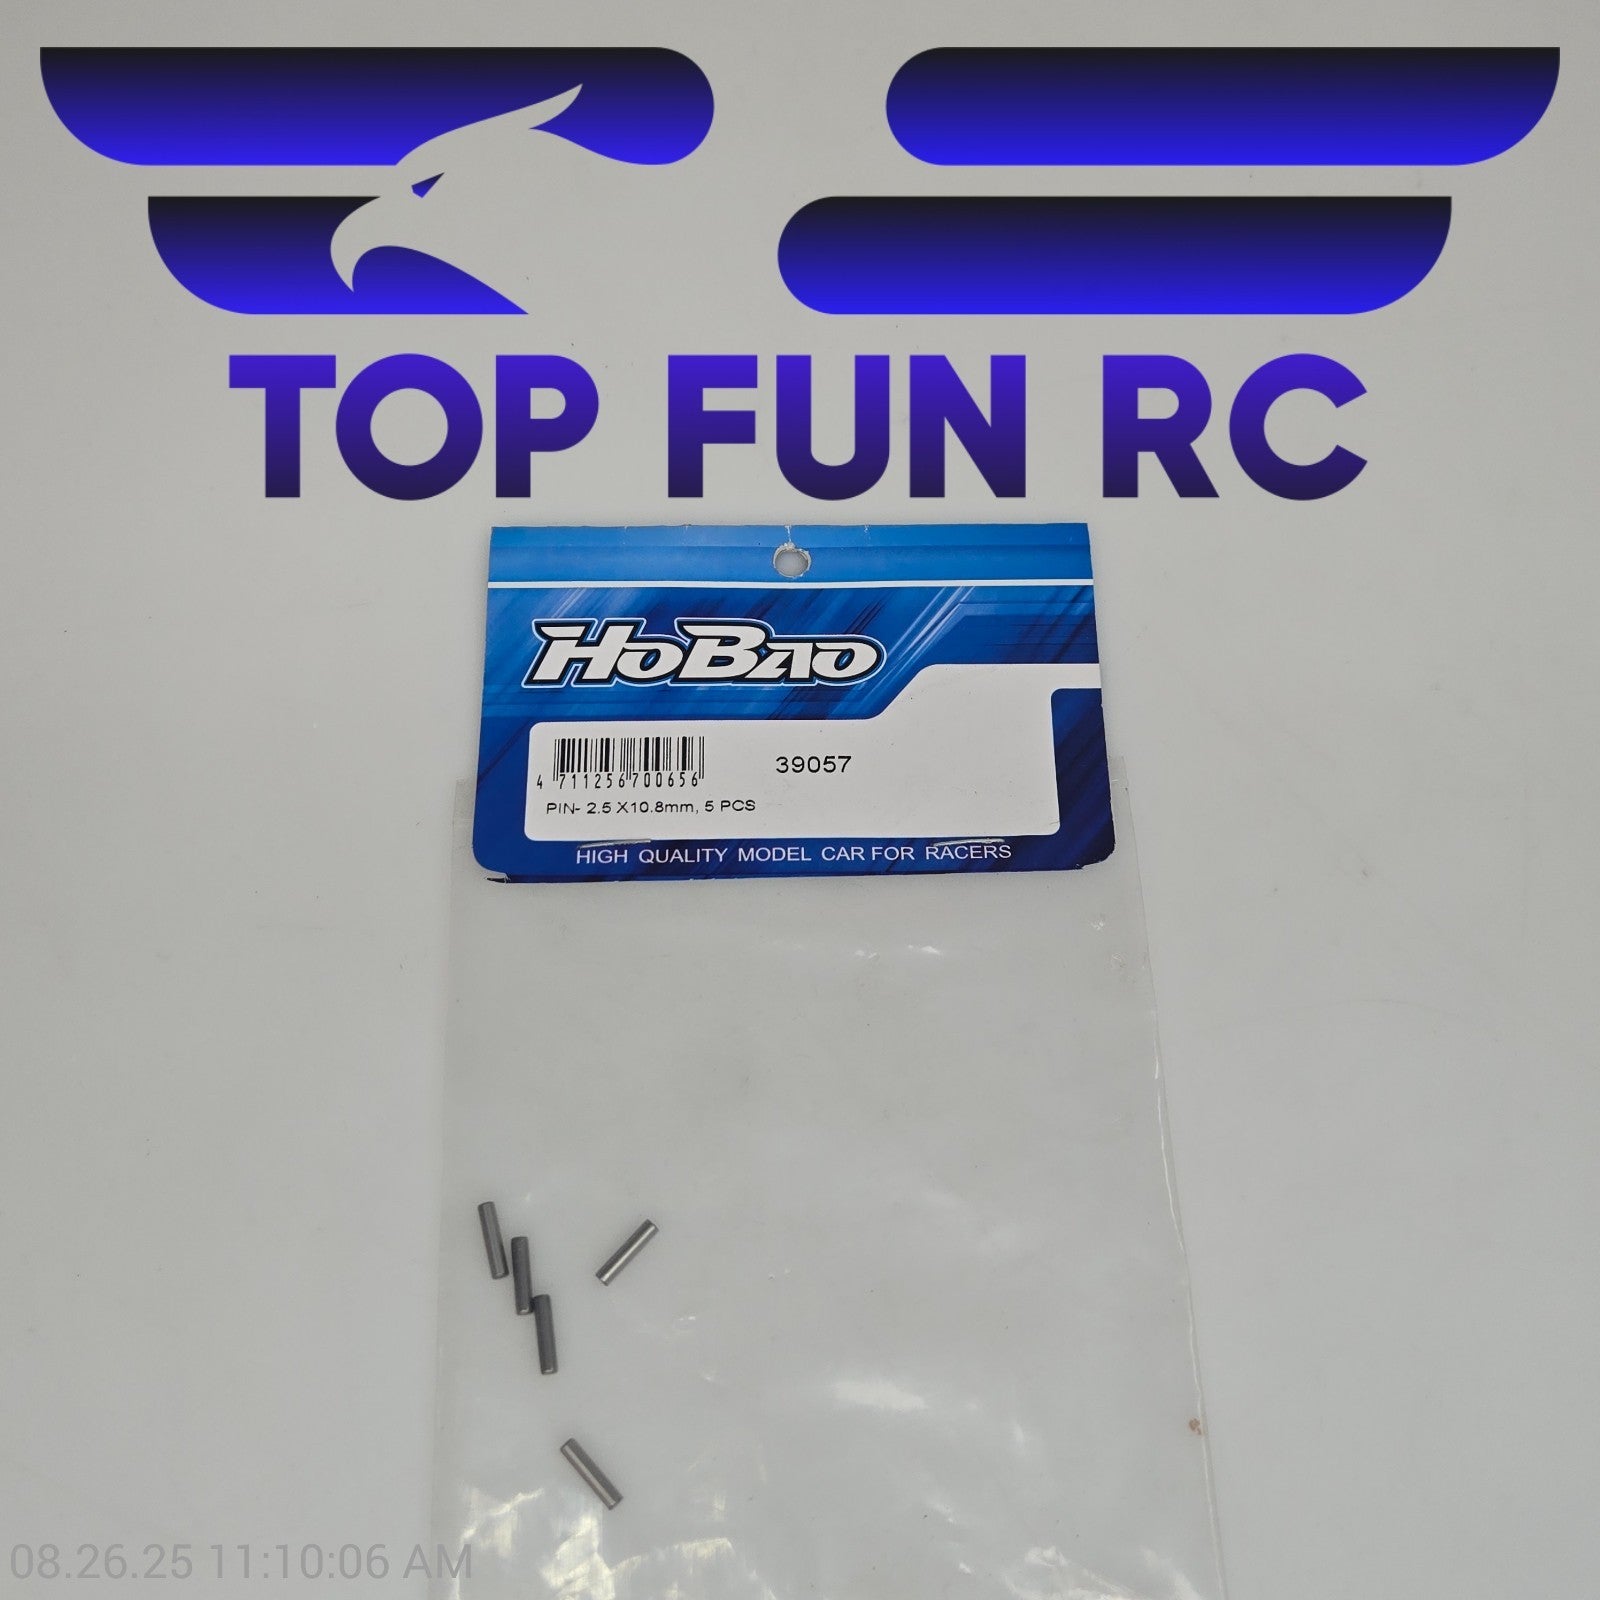 TOP FUN RC
HoBao
39057
4 711256 700656
PIN- 2.5 X10.8mm, 5 PCS
HIGH QUALITY MODEL CAR FOR RACERS
08.26.25 11:10:06 AM